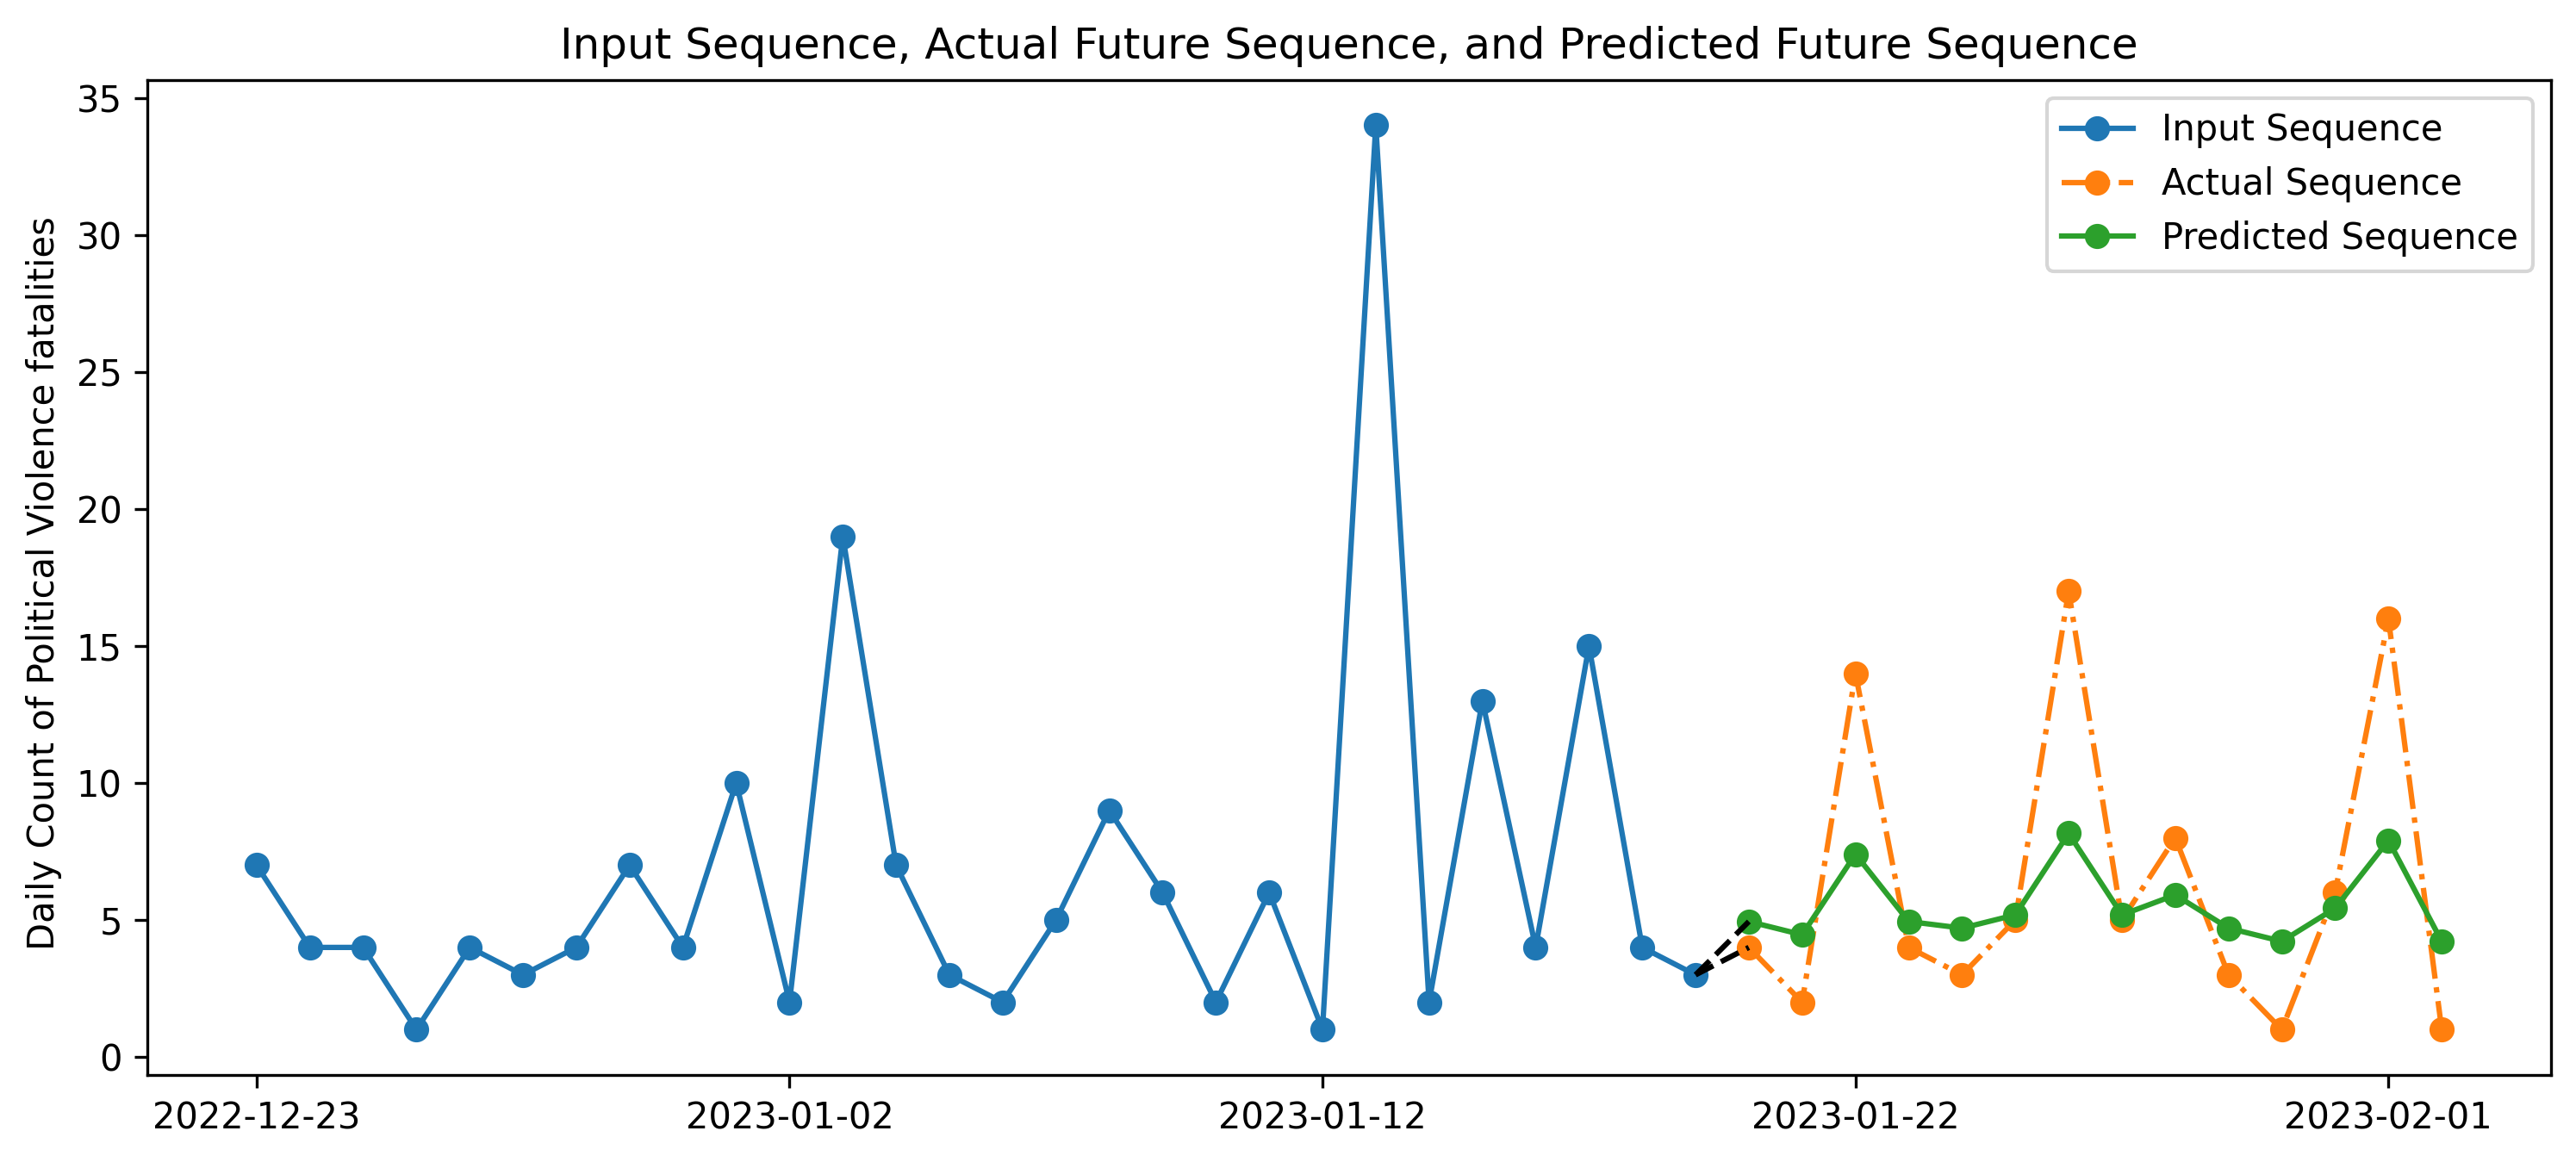 Input Sequence, Actual Future Sequence, and Predicted Future Sequence
Daily Count of Political Violence fatalities
35
30
25
20
15
10
5
0
Input Sequence
Actual Sequence
Predicted Sequence
2022-12-23
2023-01-02
2023-01-12
2023-01-22
2023-02-01